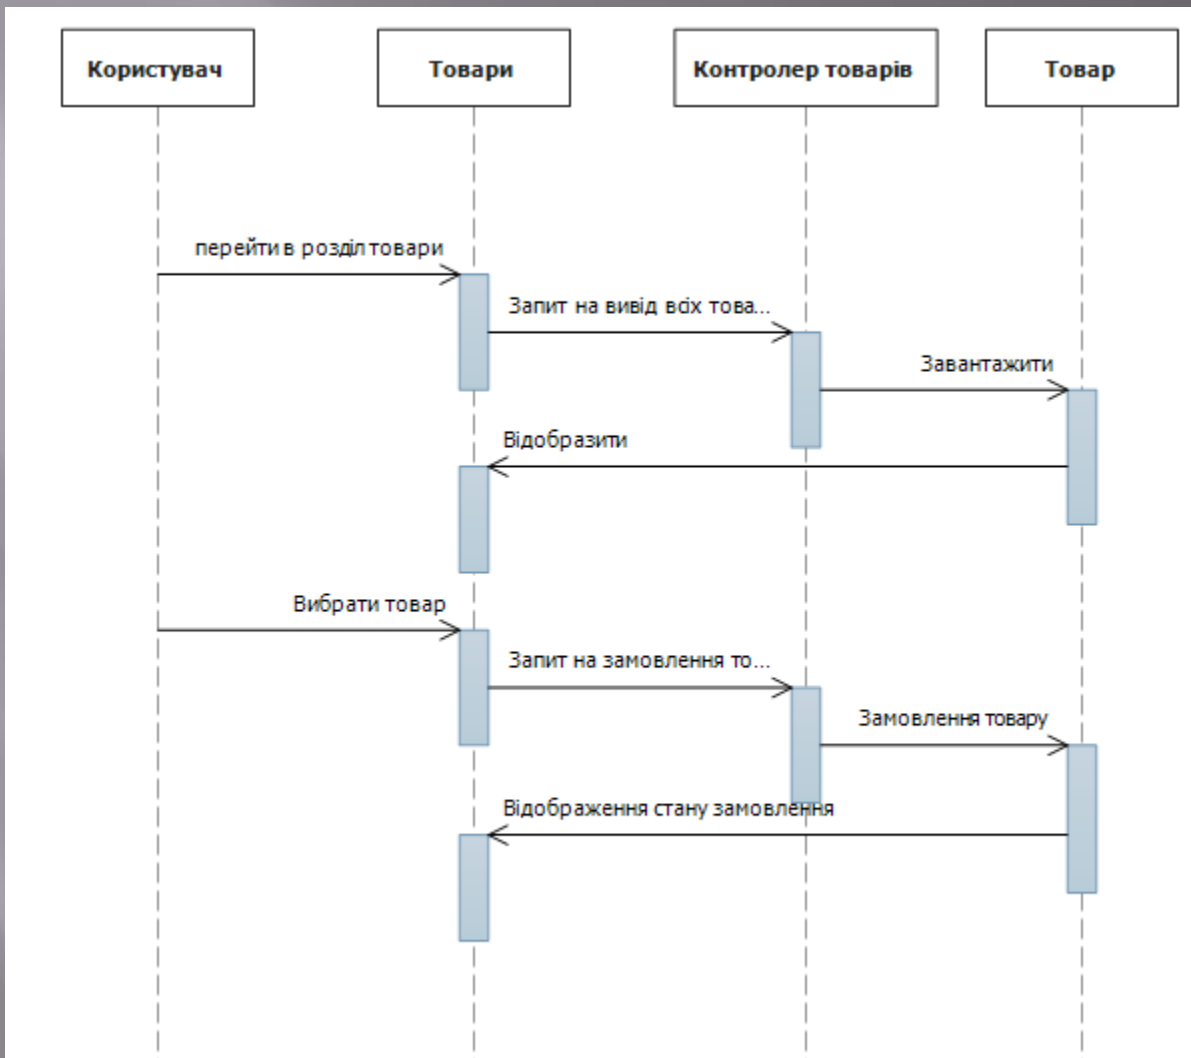 Користувач
Товари
Контролер товарів
Товар
перейти в розділ товари
Запит на вивід всіх това...
Завантажити
Відобразити
Вибрати товар
Запит на замовлення то...
Замовлення товару
Відображення стану замовлення